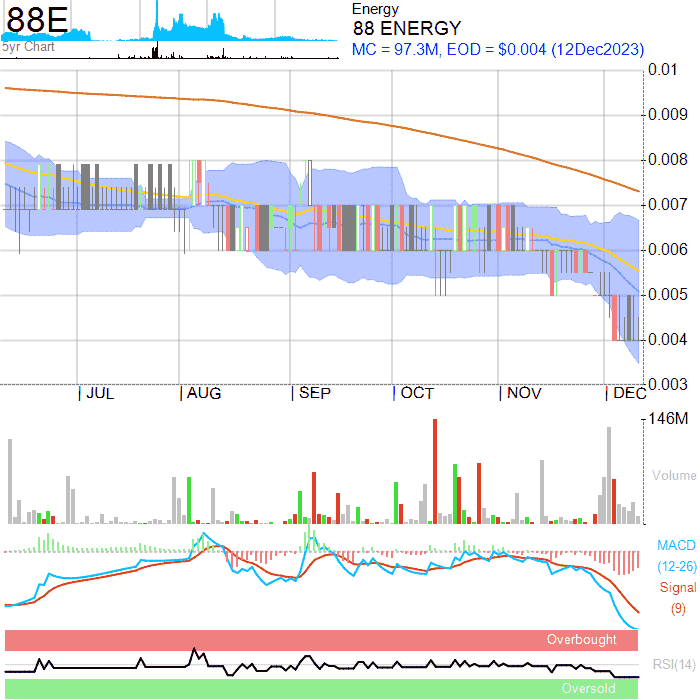 88E
5yr Chart
Energy
88 ENERGY
MC = 97.3M, EOD = $0.004 (12Dec2023)
0.01
0.009
0.008
0.007
0.006
0.005
0.004
0.003
JUL
AUG
SEP
OCT
NOV
DEC
146M
Volume
MACD
(12-26)
Signal
(9)
Overbought
RSI(14)
Oversold